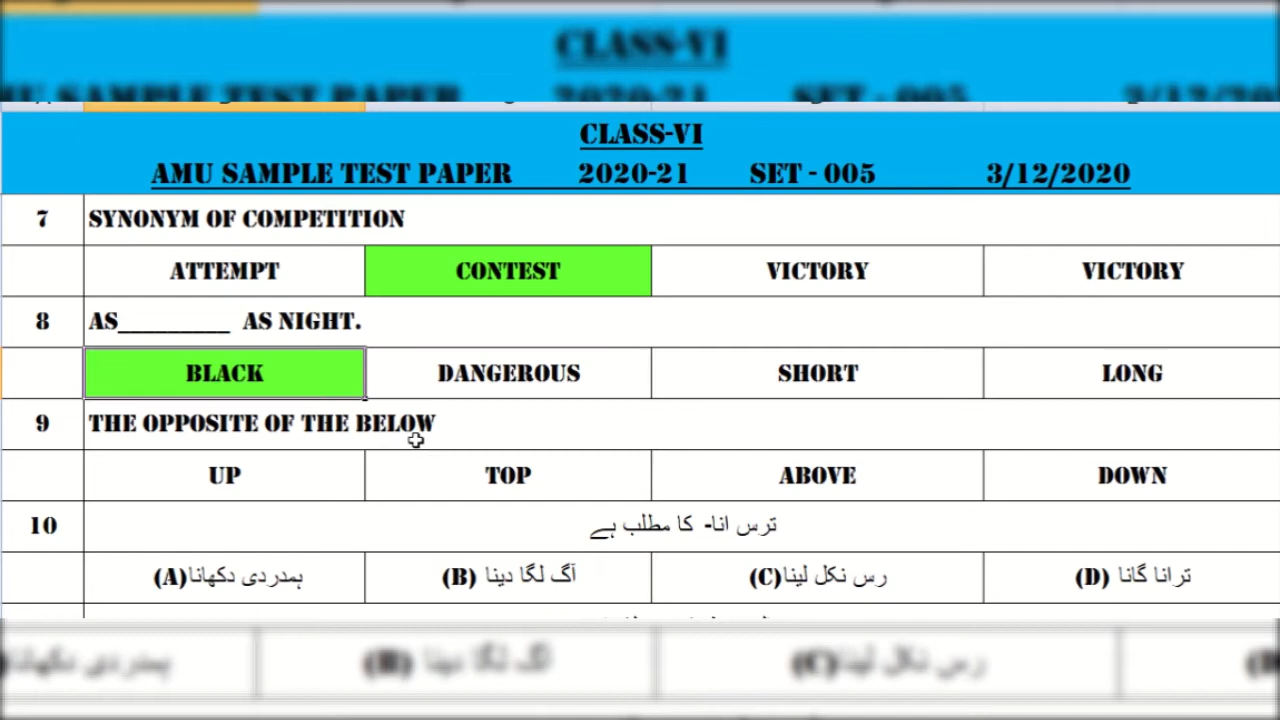 CLASS-VI
AMU SAMPLE TEST PAPER 2020-21 SET - 005 3/12/2020
7 SYNONYM OF COMPETITION
ATTEMPT CONTEST VICTORY VICTORY
8 AS_________ AS NIGHT.
BLACK DANGEROUS SHORT LONG
9 THE OPPOSITE OF THE BELOW
UP TOP ABOVE DOWN
10 ترس انا- کا مطلب ہے
(A)ہمدردی دکھانا (B) آگ لگا دینا (C)رس نکل لینا (D) ترانا گانا